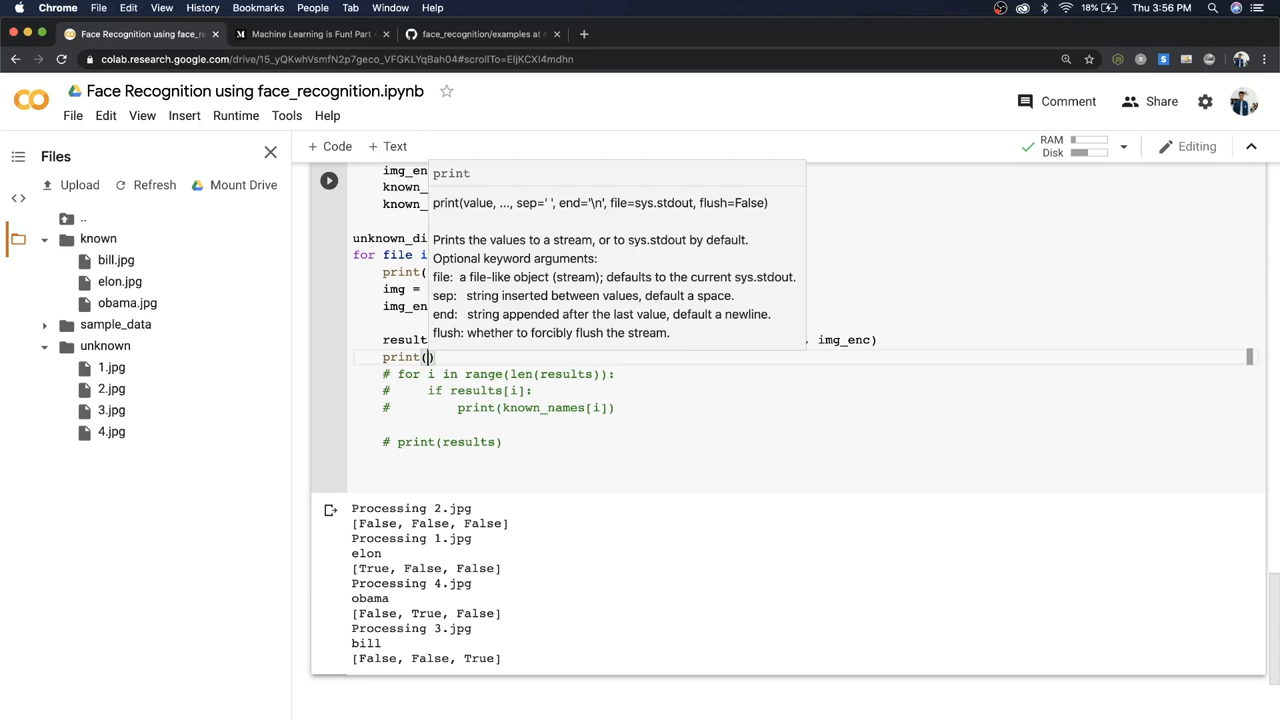 Chrome File Edit View History Bookmarks People Tab Window Help 18% Thu 3:56 PM
Face Recognition using face_re Machine Learning is Fun! Part face_recognition/examples at
colab.research.google.com/drive/15_yQKwhVsmfN2p7geco_VFGKLYqBah04#scrollTo=EIjKCXI4mdhn
CO Face Recognition using face_recognition.ipynb
Comment Share
File Edit View Insert Runtime Tools Help
Files
+ Code + Text
RAM
Disk
Editing
Upload Refresh Mount Drive
..
known
bill.jpg
elon.jpg
obama.jpg
sample_data
unknown
1.jpg
2.jpg
3.jpg
4.jpg
img_en
known_
known_
unknown_di
for file i
print(
img =
img_en
result , img_enc)
print()
# for i in range(len(results)):
# if results[i]:
# print(known_names[i])
# print(results)
print
print(value, ..., sep=' ', end='\n', file=sys.stdout, flush=False)
Prints the values to a stream, or to sys.stdout by default.
Optional keyword arguments:
file: a file-like object (stream); defaults to the current sys.stdout.
sep: string inserted between values, default a space.
end: string appended after the last value, default a newline.
flush: whether to forcibly flush the stream.
Processing 2.jpg
[False, False, False]
Processing 1.jpg
elon
[True, False, False]
Processing 4.jpg
obama
[False, True, False]
Processing 3.jpg
bill
[False, False, True]